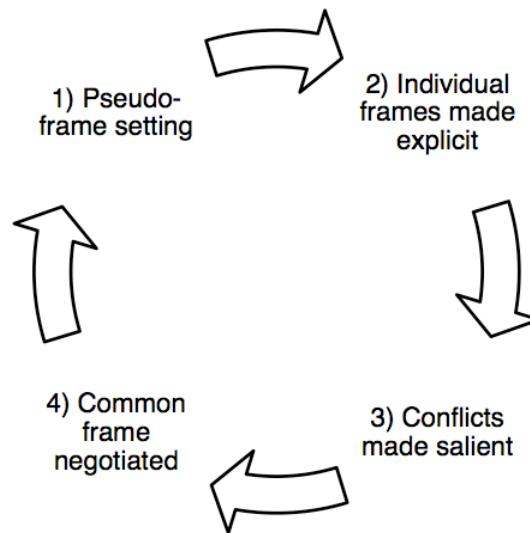 1) Pseudo-
frame setting
2) Individual
frames made
explicit
3) Conflicts
made salient
4) Common
frame
negotiated